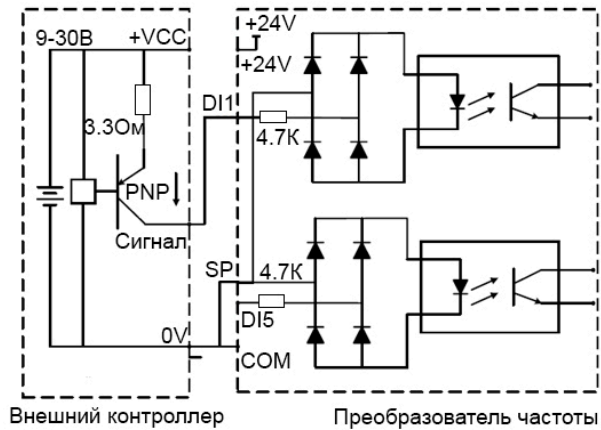 9-30В
+VCC
+24V
+24V
DI1
3.3Ом
4.7K
PNP
Сигнал
SP
4.7K
DI5
0V
COM
Внешний контроллер
Преобразователь частоты